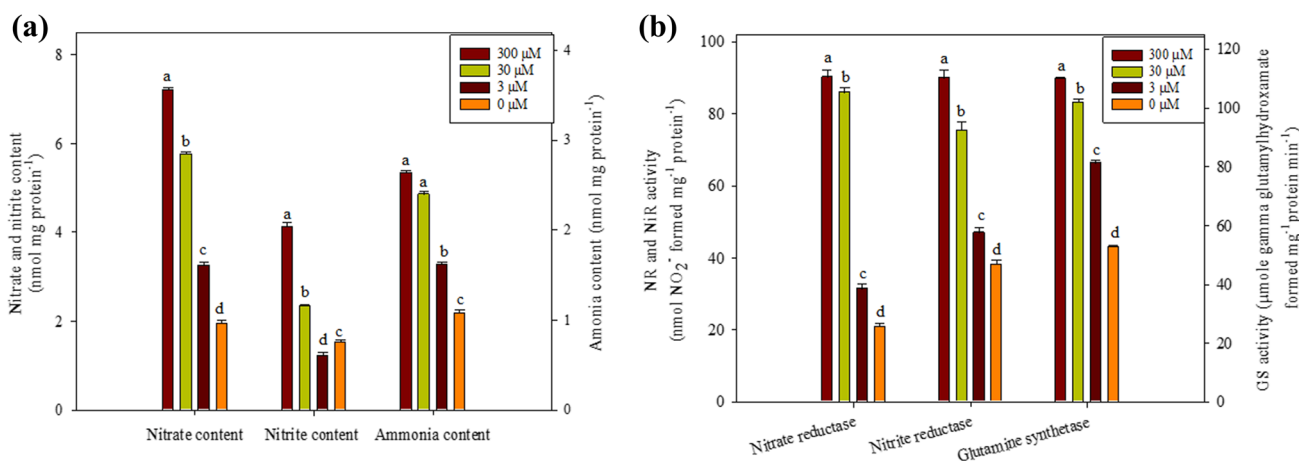 (a)
Nitrate and nitrite content
(nmol mg protein⁻¹)
8
6
4
2
0
300 µM
30 µM
3 µM
0 µM
a
b
c
d
a
b
d
c
a
a
b
c
Nitrate content
Nitrite content
Ammonia content
4
3
2
1
0
Amonia content (nmol mg protein⁻¹)
(b)
NR and NiR activity
(nmol NO₂⁻ formed mg⁻¹ protein⁻¹)
100
80
60
40
20
0
300 µM
30 µM
3 µM
0 µM
a
b
c
d
a
b
c
d
a
b
c
d
Nitrate reductase
Nitrite reductase
Glutamine synthetase
120
100
80
60
40
20
0
GS activity (µmole gamma glutamylhydroxamate
formed mg⁻¹ protein min⁻¹)